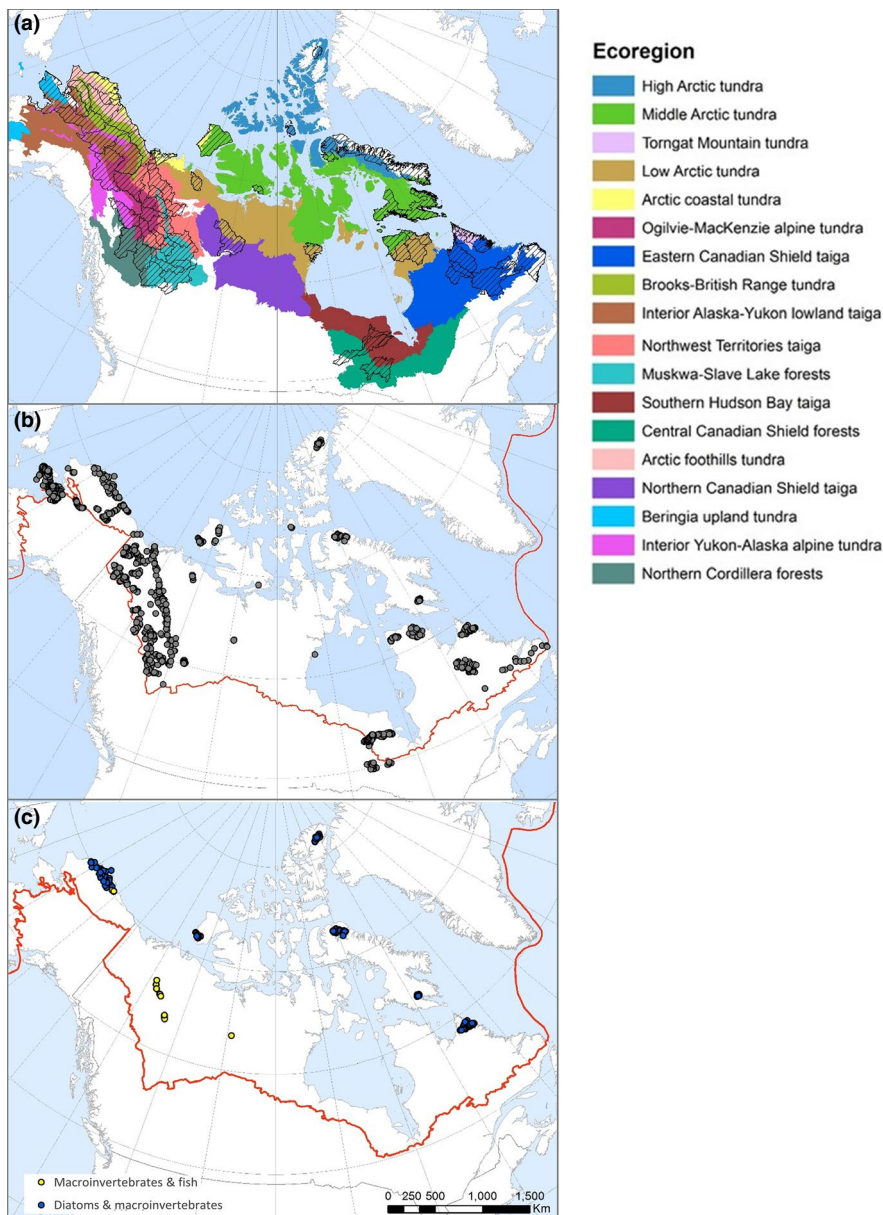 (a)
Ecoregion
High Arctic tundra
Middle Arctic tundra
Torngat Mountain tundra
Low Arctic tundra
Arctic coastal tundra
Ogilvie-MacKenzie alpine tundra
Eastern Canadian Shield taiga
Brooks-British Range tundra
Interior Alaska-Yukon lowland taiga
Northwest Territories taiga
Muskwa-Slave Lake forests
Southern Hudson Bay taiga
Central Canadian Shield forests
Arctic foothills tundra
Northern Canadian Shield taiga
Beringia upland tundra
Interior Yukon-Alaska alpine tundra
Northern Cordillera forests
(b)
(c)
Macroinvertebrates & fish
Diatoms & macroinvertebrates
0 250 500 1,000 1,500
Km